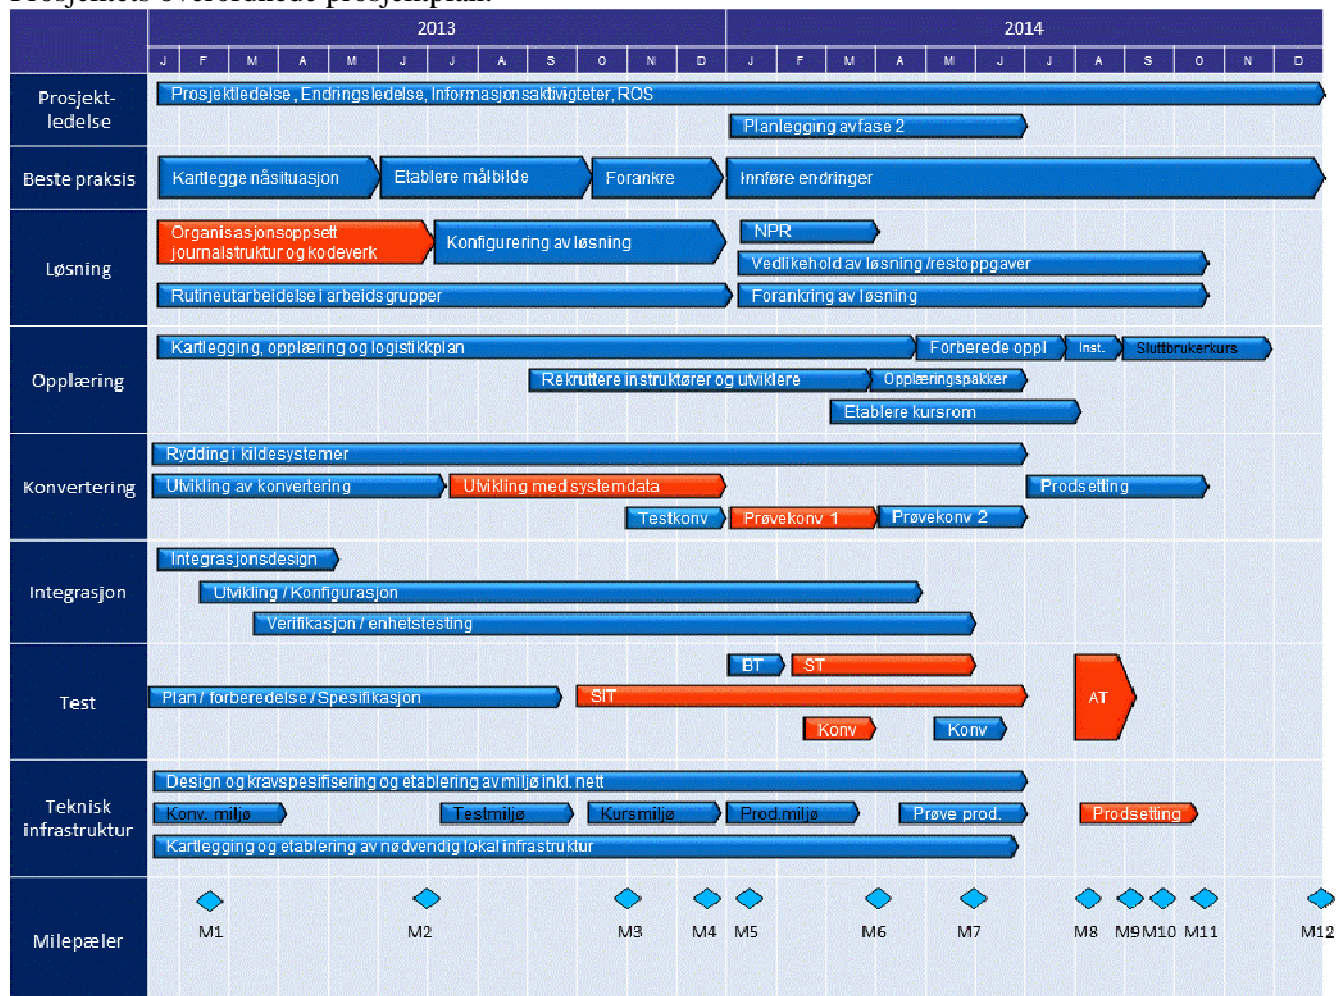 Prosjektets overordnede prosjektplan.
2013 2014
J F M A M J J A S O N D J F M A M J J A S O N D
Prosjekt-
ledelse
Prosjektledelse, Endringsledelse, Informasjonsaktivigteter, ROS
Planlegging av fase 2
Beste praksis
Kartlegge nåsituasjon
Etablere målbilde
Forankre
Innføre endringer
Løsning
Organisasjonsoppsett
journalstruktur og kodeverk
Konfigurering av løsning
NPR
Vedlikehold av løsning /restoppgaver
Rutineutarbeidelse i arbeidsgrupper
Forankring av løsning
Opplæring
Kartlegging, opplæring og logistikkplan
Forberede oppl
Inst.
Sluttbrukerkurs
Rekruttere instruktører og utviklere
Opplæringspakker
Etablere kursrom
Konvertering
Rydding i kildesystemer
Utvikling av konvertering
Utvikling med systemdata
Prodsetting
Testkonv
Prøvekonv 1
Prøvekonv 2
Integrasjon
Integrasjonsdesign
Utvikling / Konfigurasjon
Verifikasjon / enhetstesting
Test
BT
ST
Plan / forberedelse / Spesifikasjon
SIT
AT
Konv
Konv
Teknisk
infrastruktur
Design og kravspesifisering og etablering av miljø inkl. nett
Konv. miljø
Testmiljø
Kursmiljø
Prod.miljø
Prøve prod.
Prodsetting
Kartlegging og etablering av nødvendig lokal infrastruktur
Milepæler
M1 M2 M3 M4 M5 M6 M7 M8 M9 M10 M11 M12